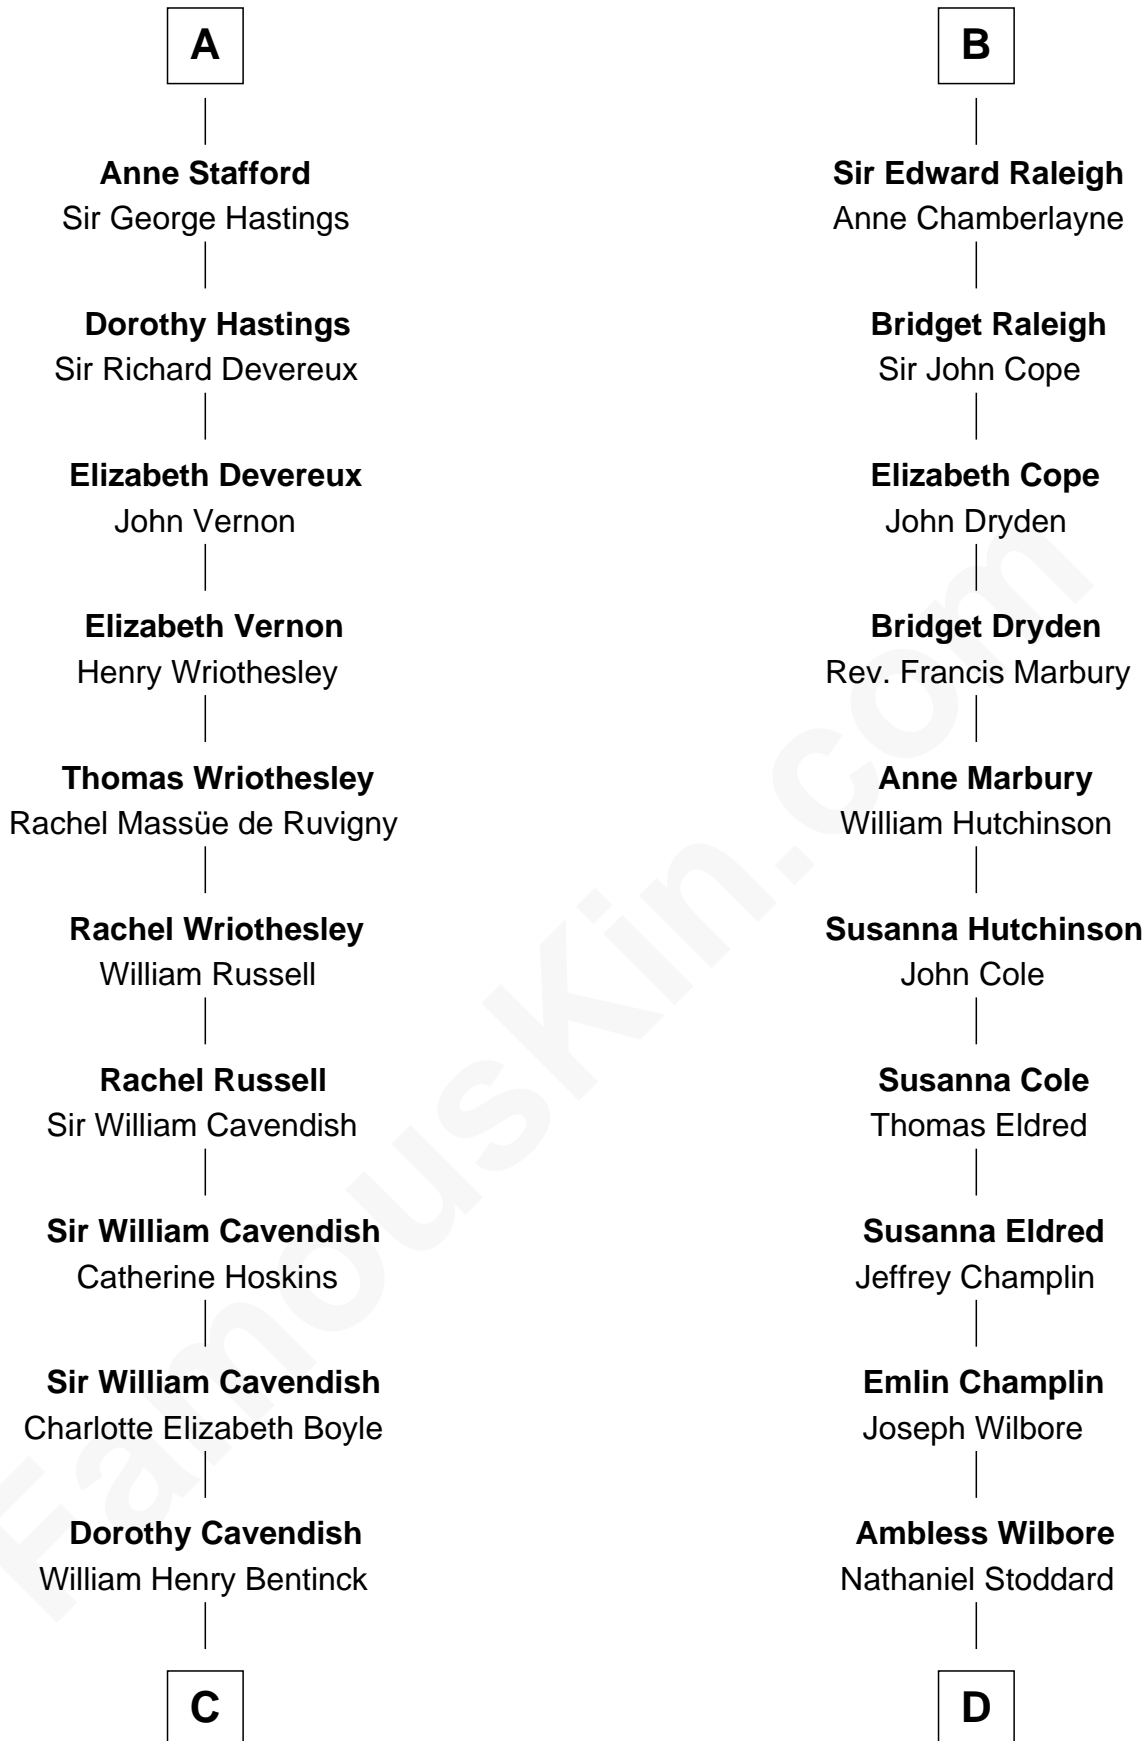 A
Anne Stafford
Sir George Hastings
Dorothy Hastings
Sir Richard Devereux
Elizabeth Devereux
John Vernon
Elizabeth Vernon
Henry Wriothesley
Thomas Wriothesley
Rachel Massüe de Ruvigny
Rachel Wriothesley
William Russell
Rachel Russell
Sir William Cavendish
Sir William Cavendish
Catherine Hoskins
Sir William Cavendish
Charlotte Elizabeth Boyle
Dorothy Cavendish
William Henry Bentinck
C
B
Sir Edward Raleigh
Anne Chamberlayne
Bridget Raleigh
Sir John Cope
Elizabeth Cope
John Dryden
Bridget Dryden
Rev. Francis Marbury
Anne Marbury
William Hutchinson
Susanna Hutchinson
John Cole
Susanna Cole
Thomas Eldred
Susanna Eldred
Jeffrey Champlin
Emlin Champlin
Joseph Wilbore
Ambless Wilbore
Nathaniel Stoddard
D
FamousKin.com